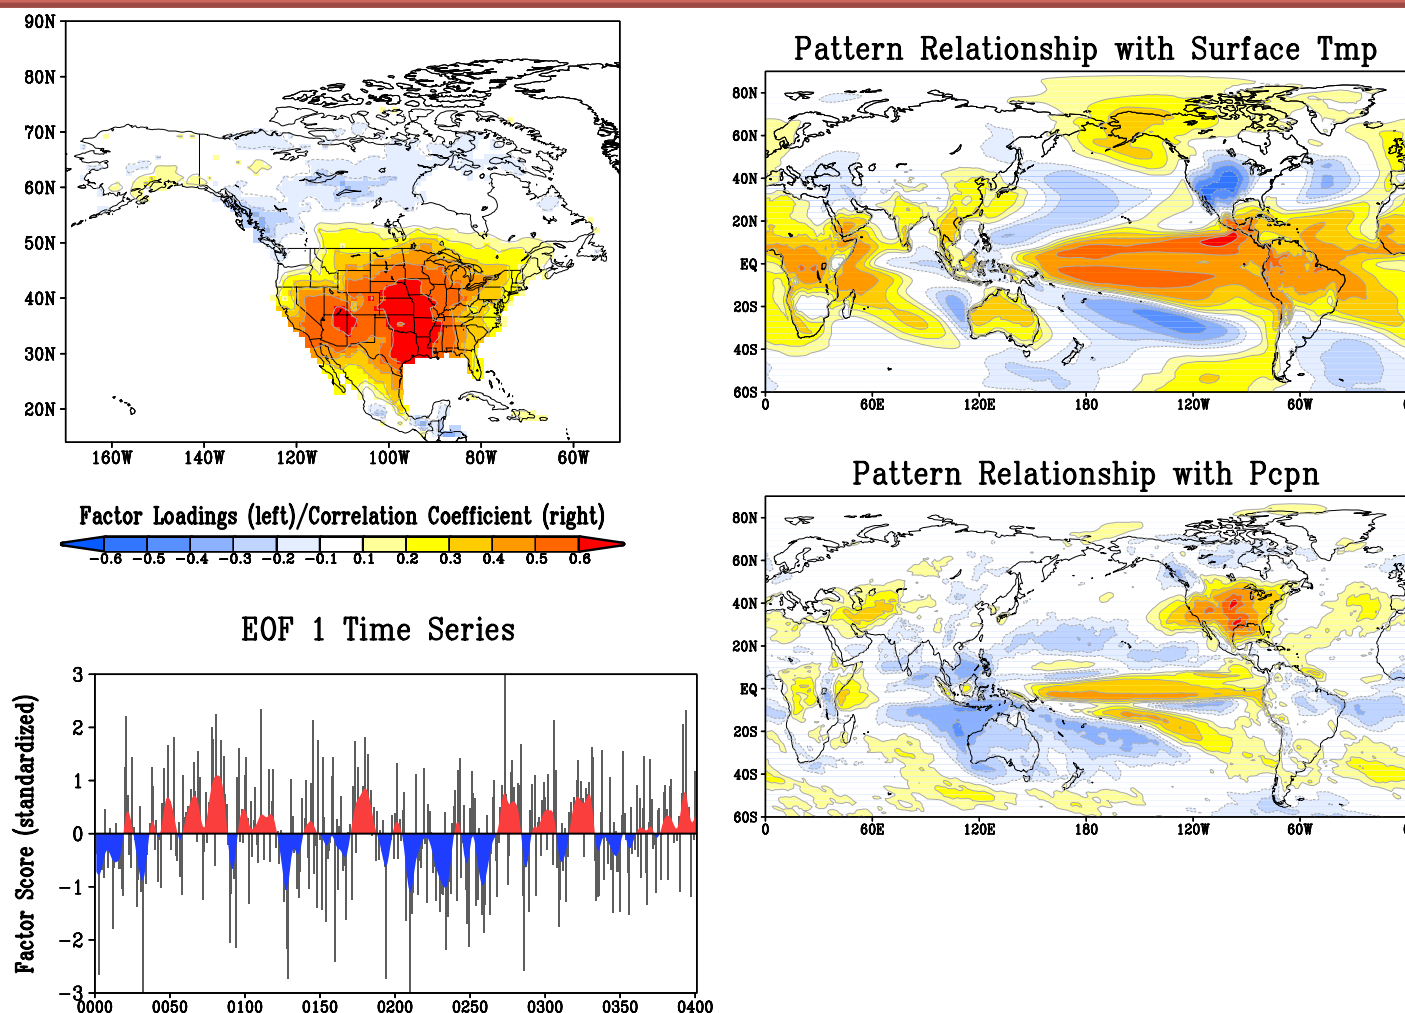 90N
80N
70N
60N
50N
40N
30N
20N
160W 140W 120W 100W 80W 60W
Factor Loadings (left)/Correlation Coefficient (right)
-0.6 -0.5 -0.4 -0.3 -0.2 -0.1 0.1 0.2 0.3 0.4 0.5 0.6
EOF 1 Time Series
Factor Score (standardized)
3
2
1
0
-1
-2
-3
0000 0050 0100 0150 0200 0250 0300 0350 0400
Pattern Relationship with Surface Tmp
80N
60N
40N
20N
EQ
20S
40S
60S
0 60E 120E 180 120W 60W
Pattern Relationship with Pcpn
80N
60N
40N
20N
EQ
20S
40S
60S
0 60E 120E 180 120W 60W